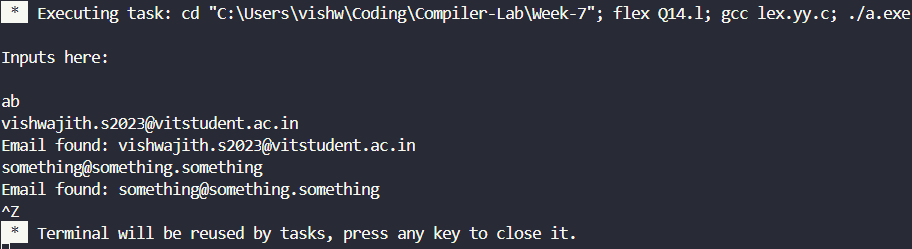 * Executing task: cd "C:\Users\vishw\Coding\Compiler-Lab\Week-7"; flex Q14.l; gcc lex.yy.c; ./a.exe
Inputs here:
ab
vishwajith.s2023@vitstudent.ac.in
Email found: vishwajith.s2023@vitstudent.ac.in
something@something.something
Email found: something@something.something
^Z
* Terminal will be reused by tasks, press any key to close it.